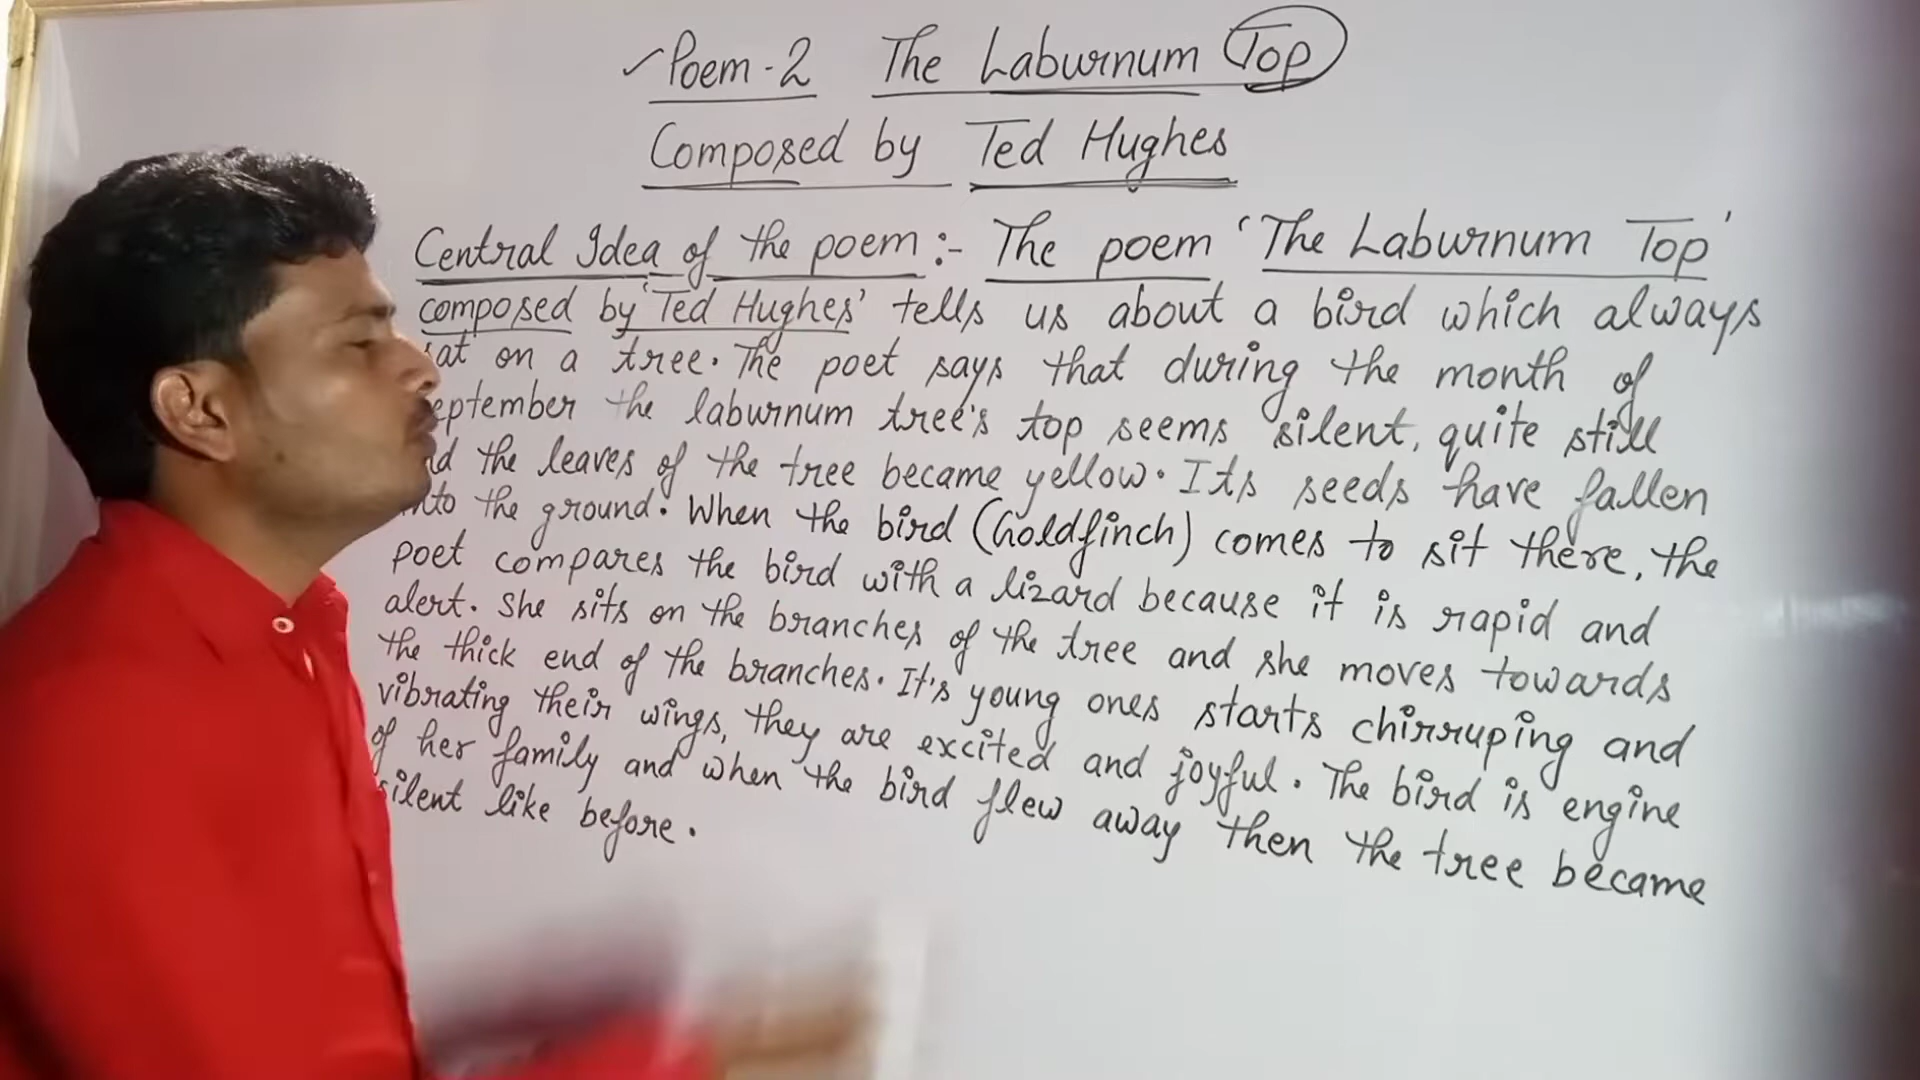 ✓Poem-2 The Laburnum Top
Composed by Ted Hughes
Central Idea of the poem :- The poem 'The Laburnum Top'
composed by 'Ted Hughes' tells us about a bird which always
sat on a tree. The poet says that during the month of
eptember the laburnum tree's top seems silent, quite still
nd the leaves of the tree became yellow. Its seeds have fallen
nto the ground. When the bird (Goldfinch) comes to sit there, the
poet compares the bird with a lizard because it is rapid and
alert. She sits on the branches of the tree and she moves towards
the thick end of the branches. It's young ones starts chirruping and
vibrating their wings, they are excited and joyful. The bird is engine
of her family and when the bird flew away then the tree became
silent like before.